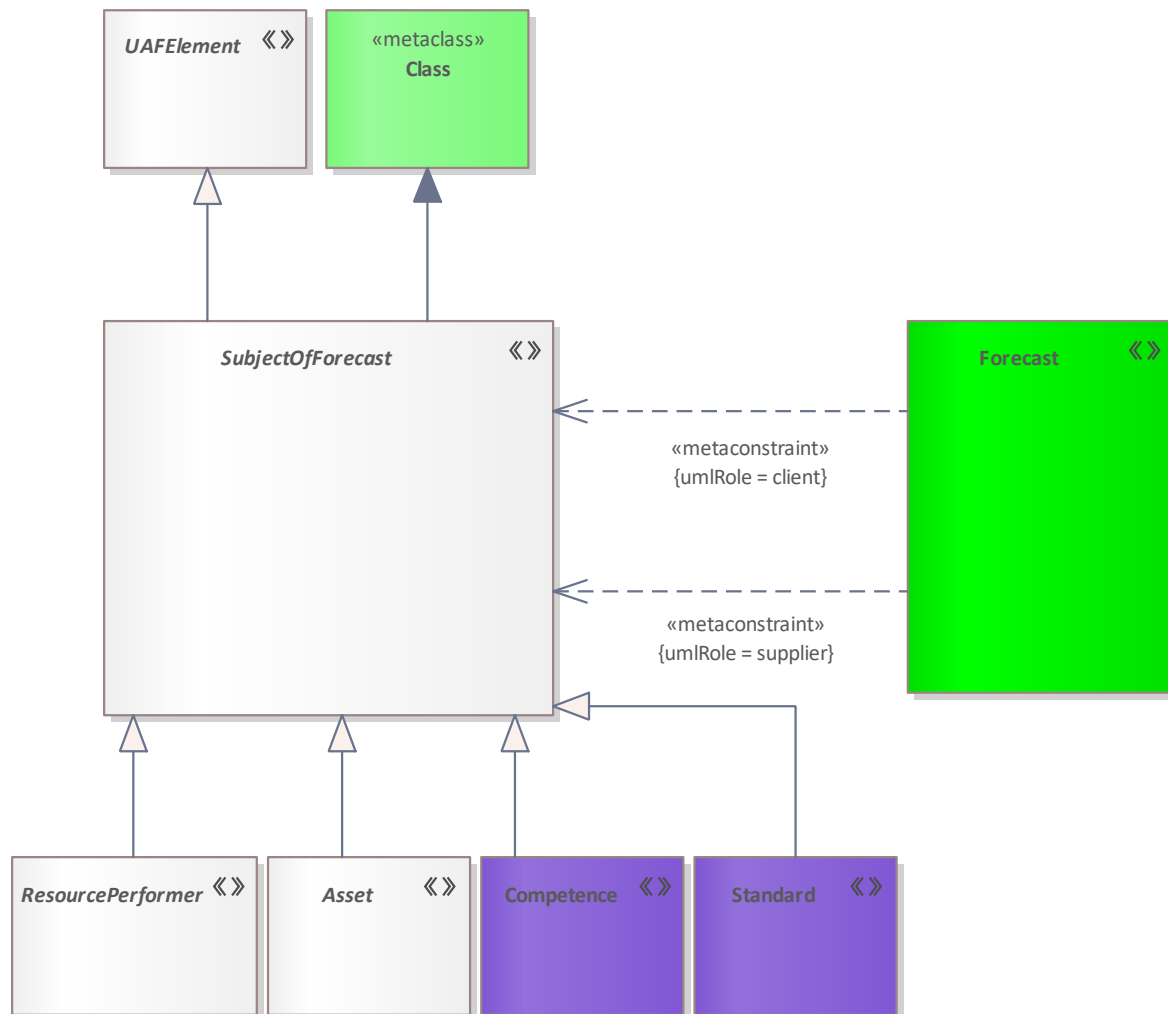 UAFElement
«metaclass»
Class
SubjectOfForecast
Forecast
«metaconstraint»
{umlRole = client}
«metaconstraint»
{umlRole = supplier}
ResourcePerformer
Asset
Competence
Standard